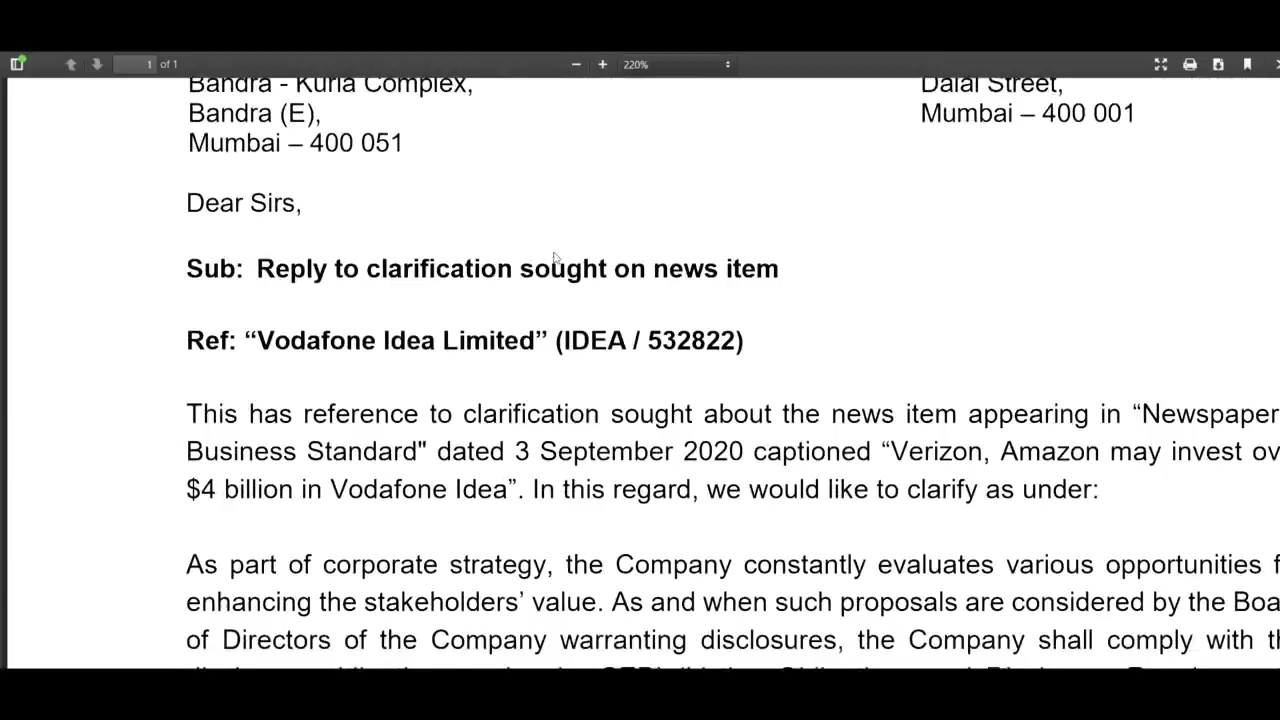 1 of 1
220%
Bandra - Kurla Complex,
Dalal Street,
Bandra (E),
Mumbai – 400 001
Mumbai – 400 051
Dear Sirs,
Sub: Reply to clarification sought on news item
Ref: “Vodafone Idea Limited” (IDEA / 532822)
This has reference to clarification sought about the news item appearing in “Newspaper
Business Standard" dated 3 September 2020 captioned “Verizon, Amazon may invest
$4 billion in Vodafone Idea”. In this regard, we would like to clarify as under:
As part of corporate strategy, the Company constantly evaluates various opportunities
enhancing the stakeholders’ value. As and when such proposals are considered by the
of Directors of the Company warranting disclosures, the Company shall comply with